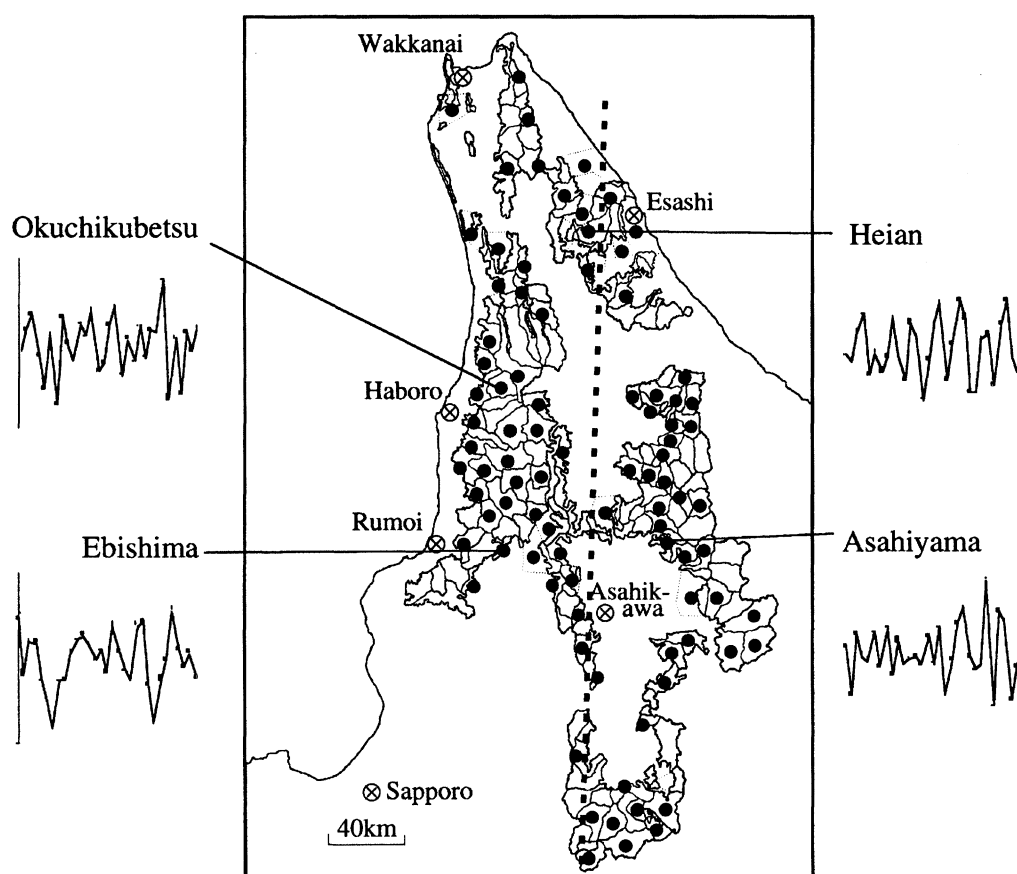 Wakkanai
Esashi
Okuchikubetsu
Heian
Haboro
Rumoi
Ebishima
Asahiyama
Asahik-
awa
Sapporo
40km